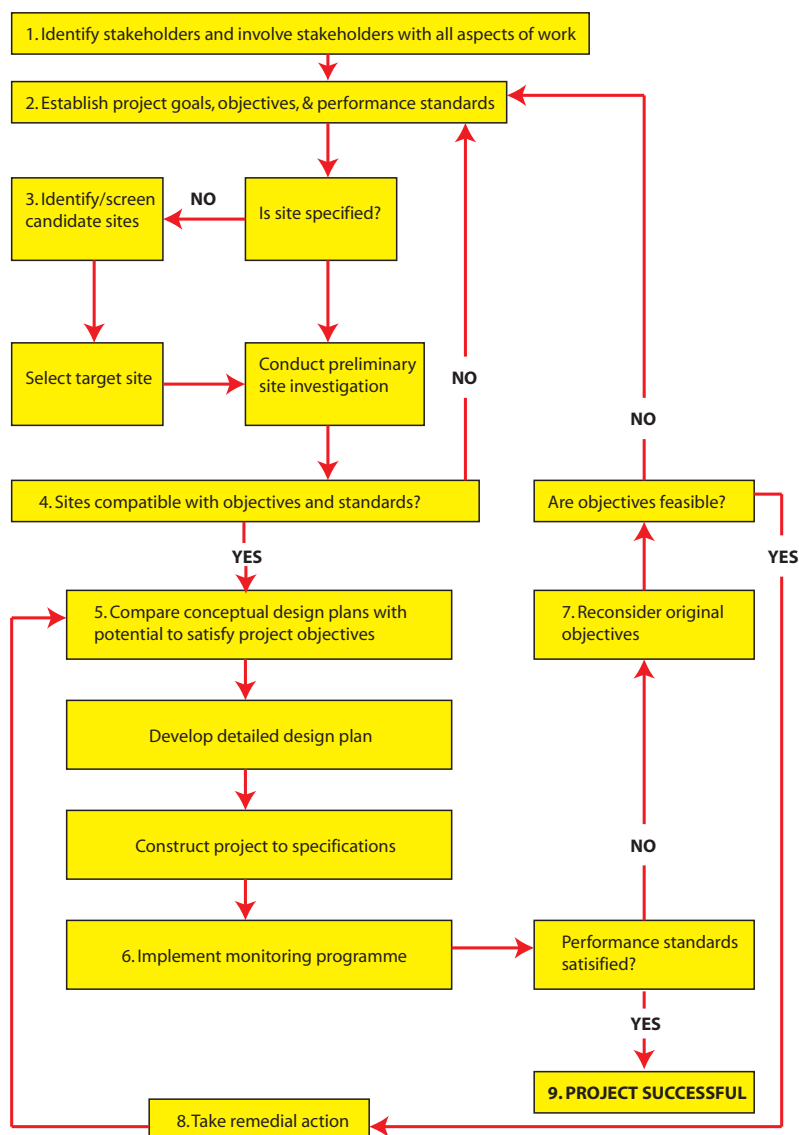 1. Identify stakeholders and involve stakeholders with all aspects of work
2. Establish project goals, objectives, & performance standards
3. Identify/screen
candidate sites
NO
Is site specified?
Select target site
Conduct preliminary
site investigation
NO
NO
4. Sites compatible with objectives and standards?
Are objectives feasible?
YES
YES
5. Compare conceptual design plans with
potential to satisfy project objectives
7. Reconsider original
objectives
Develop detailed design plan
Construct project to specifications
NO
6. Implement monitoring programme
Performance standards
satisified?
YES
9. PROJECT SUCCESSFUL
8. Take remedial action